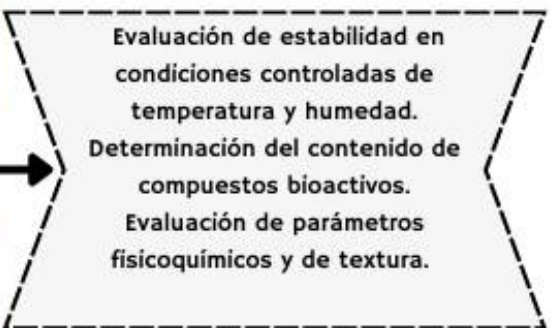 Evaluación de estabilidad en
condiciones controladas de
temperatura y humedad.
Determinación del contenido de
compuestos bioactivos.
Evaluación de parámetros
fisicoquímicos y de textura.